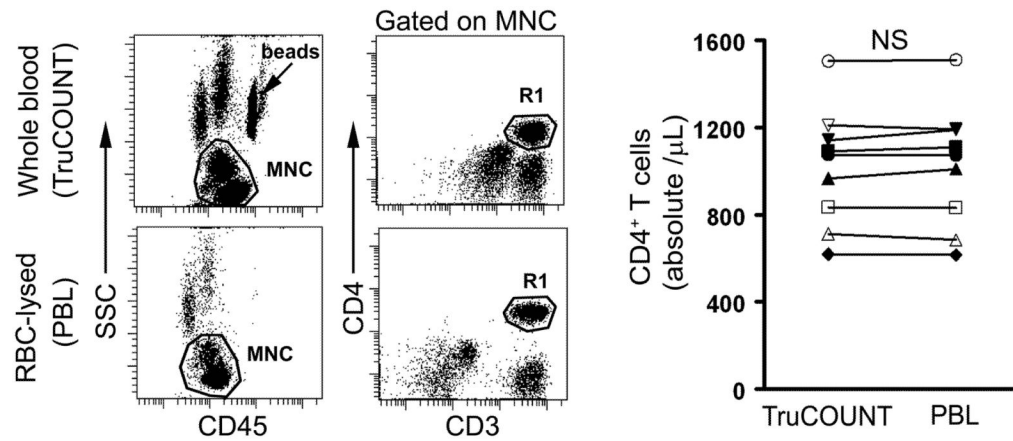 Gated on MNC
Whole blood
(TruCOUNT)
beads
MNC
R1
RBC-lysed
(PBL)
SSC
MNC
CD4
R1
CD45
CD3
NS
CD4⁺ T cells
(absolute /μL)
1600
1200
800
400
0
TruCOUNT PBL